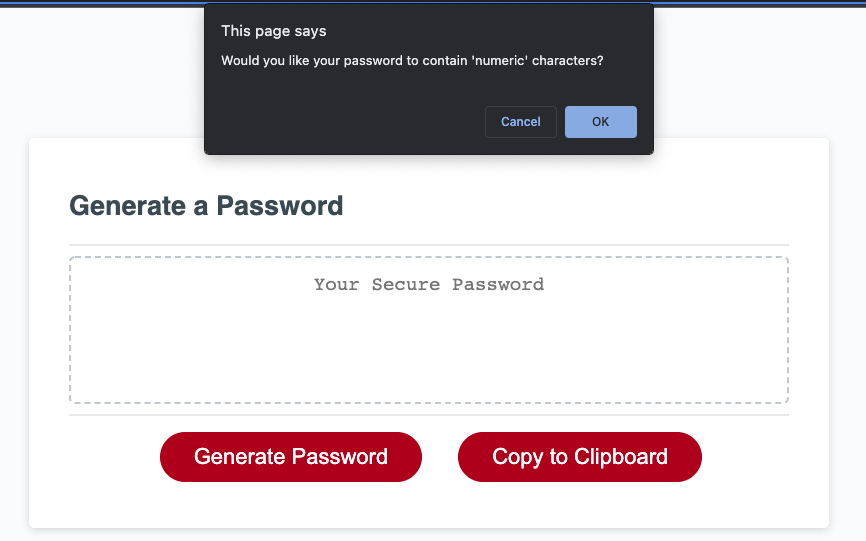 This page says
Would you like your password to contain 'numeric' characters?
Cancel OK
Generate a Password
Your Secure Password
Generate Password Copy to Clipboard